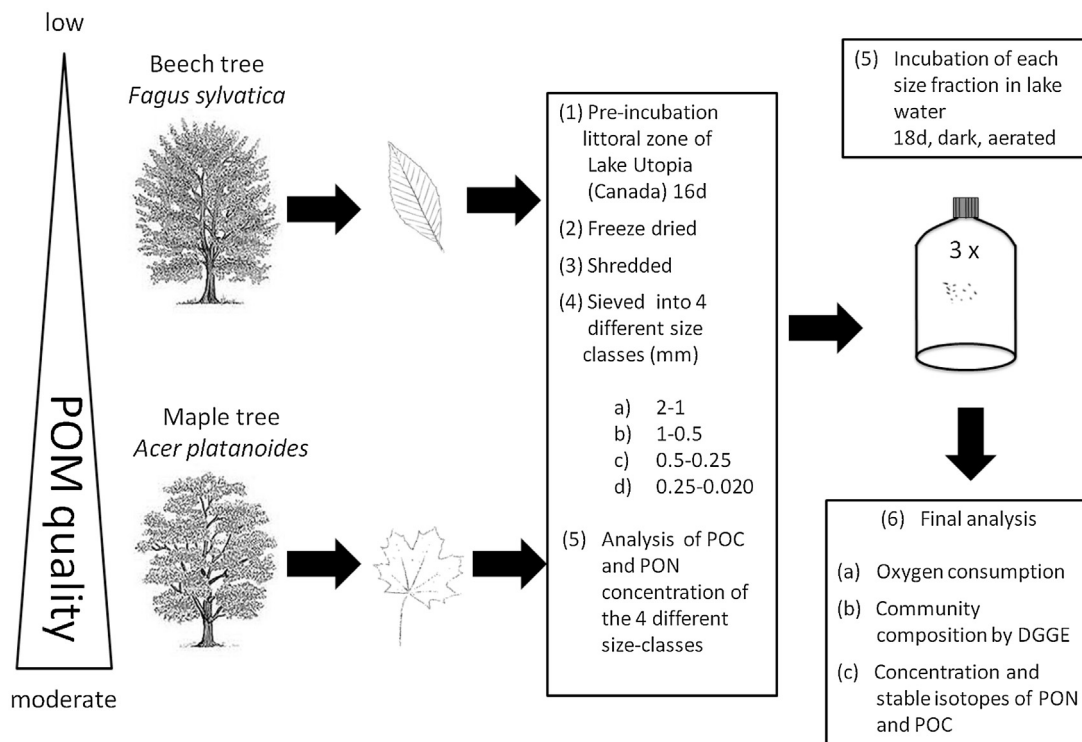 low
Beech tree
Fagus sylvatica
Maple tree
Acer platanoides
POM quality
moderate
(1) Pre-incubation
littoral zone of
Lake Utopia
(Canada) 16d
(2) Freeze dried
(3) Shredded
(4) Sieved into 4
different size
classes (mm)
a) 2-1
b) 1-0.5
c) 0.5-0.25
d) 0.25-0.020
(5) Analysis of POC
and PON
concentration of
the 4 different
size-classes
(5) Incubation of each
size fraction in lake
water
18d, dark, aerated
3 x
(6) Final analysis
(a) Oxygen consumption
(b) Community
composition by DGGE
(c) Concentration and
stable isotopes of PON
and POC